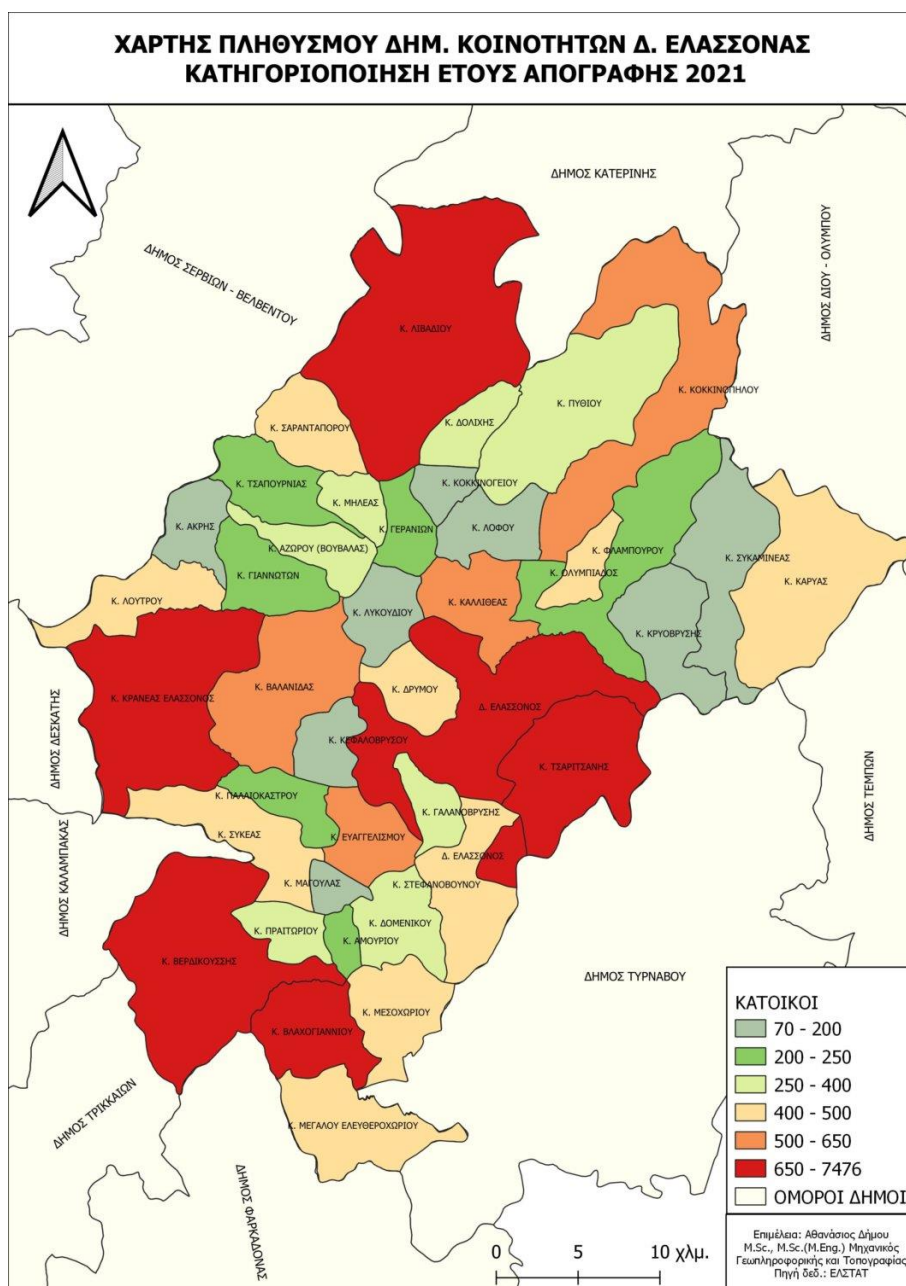 ΧΑΡΤΗΣ ΠΛΗΘΥΣΜΟΥ ΔΗΜ. ΚΟΙΝΟΤΗΤΩΝ Δ. ΕΛΑΣΣΟΝΑΣ
ΚΑΤΗΓΟΡΙΟΠΟΙΗΣΗ ΕΤΟΥΣ ΑΠΟΓΡΑΦΗΣ 2021
ΔΗΜΟΣ ΚΑΤΕΡΙΝΗΣ
ΔΗΜΟΣ ΣΕΡΒΙΩΝ - ΒΕΛΒΕΝΤΟΥ
ΔΗΜΟΣ ΔΙΟΥ - ΟΛΥΜΠΟΥ
Κ. ΛΙΒΑΔΙΟΥ
Κ. ΚΟΚΚΙΝΟΠΗΛΟΥ
Κ. ΠΥΘΙΟΥ
Κ. ΔΟΛΙΧΗΣ
Κ. ΣΑΡΑΝΤΑΠΟΡΟΥ
Κ. ΤΣΑΠΟΥΡΝΙΑΣ
Κ. ΚΟΚΚΙΝΟΓΕΙΟΥ
Κ. ΜΗΛΕΑΣ
Κ. ΑΚΡΗΣ
Κ. ΓΕΡΑΝΙΩΝ
Κ. ΛΟΦΟΥ
Κ. ΑΖΩΡΟΥ (ΒΟΥΒΑΛΑΣ)
Κ. ΦΛΑΜΠΟΥΡΟΥ
Κ. ΣΥΚΑΜΙΝΕΑΣ
Κ. ΓΙΑΝΝΩΤΩΝ
Κ. ΟΛΥΜΠΙΑΔΟΣ
Κ. ΚΑΡΥΑΣ
Κ. ΛΟΥΤΡΟΥ
Κ. ΛΥΚΟΥΔΙΟΥ
Κ. ΚΑΛΛΙΘΕΑΣ
Κ. ΚΡΥΟΒΡΥΣΗΣ
Κ. ΒΑΛΑΝΙΔΑΣ
Κ. ΔΡΥΜΟΥ
Κ. ΚΡΑΝΕΑΣ ΕΛΑΣΣΟΝΟΣ
Δ. ΕΛΑΣΣΟΝΟΣ
ΔΗΜΟΣ ΔΕΣΚΑΤΗΣ
Κ. ΚΕΦΑΛΟΒΡΥΣΟΥ
Κ. ΤΣΑΡΙΤΣΑΝΗΣ
ΔΗΜΟΣ ΤΕΜΠΩΝ
Κ. ΠΑΛΑΙΟΚΑΣΤΡΟΥ
Κ. ΓΑΛΑΝΟΒΡΥΣΗΣ
Κ. ΣΥΚΕΑΣ
Κ. ΕΥΑΓΓΕΛΙΣΜΟΥ
Δ. ΕΛΑΣΣΟΝΟΣ
ΔΗΜΟΣ ΚΑΛΑΜΠΑΚΑΣ
Κ. ΜΑΓΟΥΛΑΣ
Κ. ΣΤΕΦΑΝΟΒΟΥΝΟΥ
Κ. ΔΟΜΕΝΙΚΟΥ
Κ. ΠΡΑΙΤΩΡΙΟΥ
Κ. ΑΜΟΥΡΙΟΥ
Κ. ΒΕΡΔΙΚΟΥΣΣΗΣ
ΔΗΜΟΣ ΤΥΡΝΑΒΟΥ
Κ. ΜΕΣΟΧΩΡΙΟΥ
Κ. ΒΛΑΧΟΓΙΑΝΝΙΟΥ
ΔΗΜΟΣ ΤΡΙΚΚΑΙΩΝ
Κ. ΜΕΓΑΛΟΥ ΕΛΕΥΘΕΡΟΧΩΡΙΟΥ
ΔΗΜΟΣ ΦΑΡΚΑΔΟΝΑΣ
ΚΑΤΟΙΚΟΙ
70 - 200
200 - 250
250 - 400
400 - 500
500 - 650
650 - 7476
ΟΜΟΡΟΙ ΔΗΜΟΙ
0 5 10 χλμ.
Επιμέλεια: Αθανάσιος Δήμου
M.Sc., M.Sc.(M.Eng.) Μηχανικός
Γεωπληροφορικής και Τοπογραφίας
Πηγή δεδ.: ΕΛΣΤΑΤ